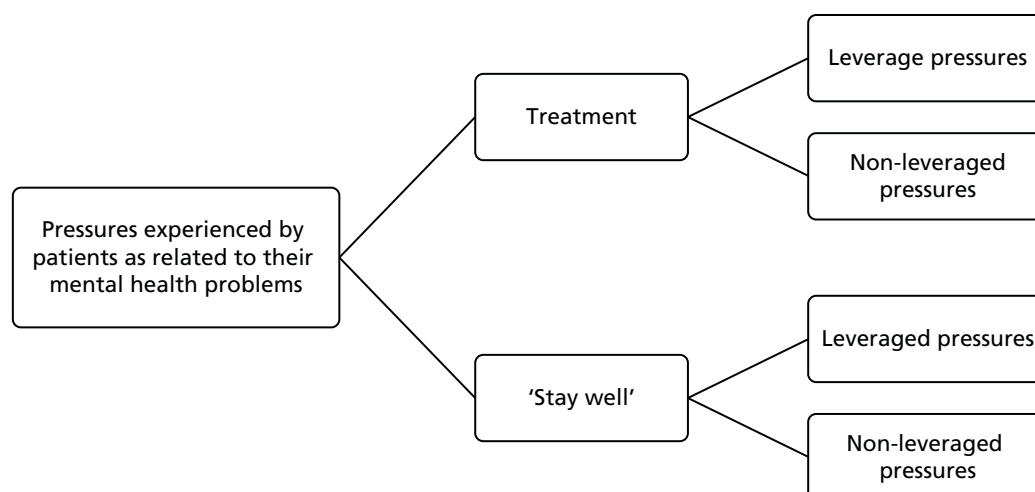 Pressures experienced by
patients as related to their
mental health problems
Treatment
Leverage pressures
Non-leveraged
pressures
‘Stay well’
Leveraged pressures
Non-leveraged
pressures